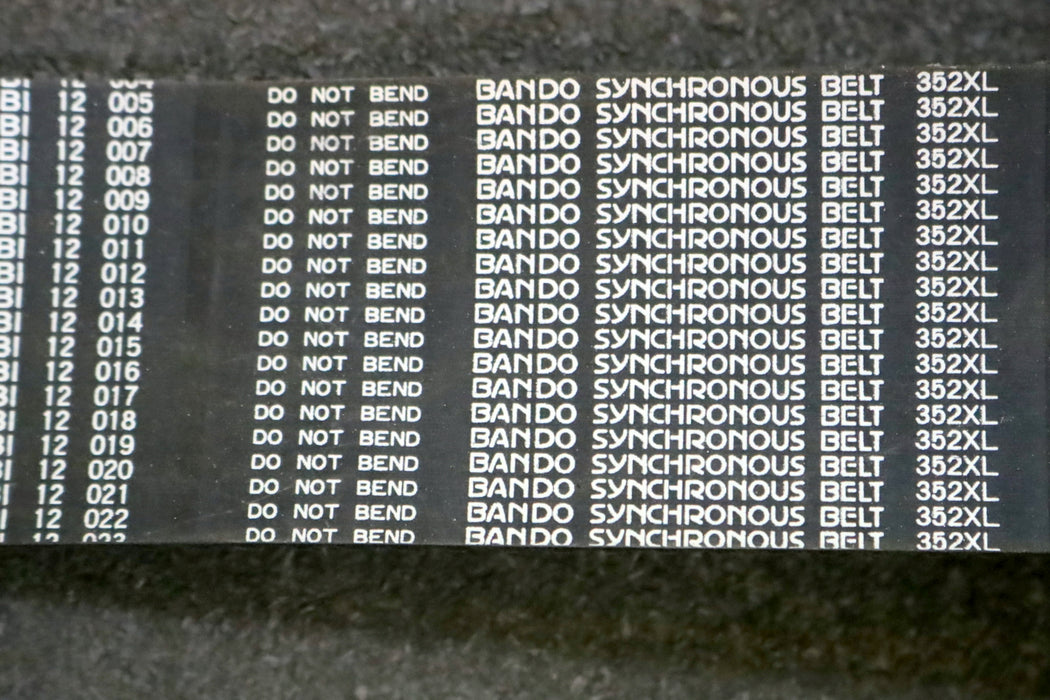 BI 12 005 DO NOT BEND BANDO SYNCHRONOUS BELT 352XL
BI 12 006 DO NOT BEND BANDO SYNCHRONOUS BELT 352XL
BI 12 007 DO NOT BEND BANDO SYNCHRONOUS BELT 352XL
BI 12 008 DO NOT BEND BANDO SYNCHRONOUS BELT 352XL
BI 12 009 DO NOT BEND BANDO SYNCHRONOUS BELT 352XL
BI 12 010 DO NOT BEND BANDO SYNCHRONOUS BELT 352XL
BI 12 011 DO NOT BEND BANDO SYNCHRONOUS BELT 352XL
BI 12 012 DO NOT BEND BANDO SYNCHRONOUS BELT 352XL
BI 12 013 DO NOT BEND BANDO SYNCHRONOUS BELT 352XL
BI 12 014 DO NOT BEND BANDO SYNCHRONOUS BELT 352XL
BI 12 015 DO NOT BEND BANDO SYNCHRONOUS BELT 352XL
BI 12 016 DO NOT BEND BANDO SYNCHRONOUS BELT 352XL
BI 12 017 DO NOT BEND BANDO SYNCHRONOUS BELT 352XL
BI 12 018 DO NOT BEND BANDO SYNCHRONOUS BELT 352XL
BI 12 019 DO NOT BEND BANDO SYNCHRONOUS BELT 352XL
I 12 020 DO NOT BEND BANDO SYNCHRONOUS BELT 352XL
I 12 021 DO NOT BEND BANDO SYNCHRONOUS BELT 352XL
I 12 022 DO NOT BEND BANDO SYNCHRONOUS BELT 352XL
12 DO NOT BEND BANDO SYNCHRONOUS BELT 352XL